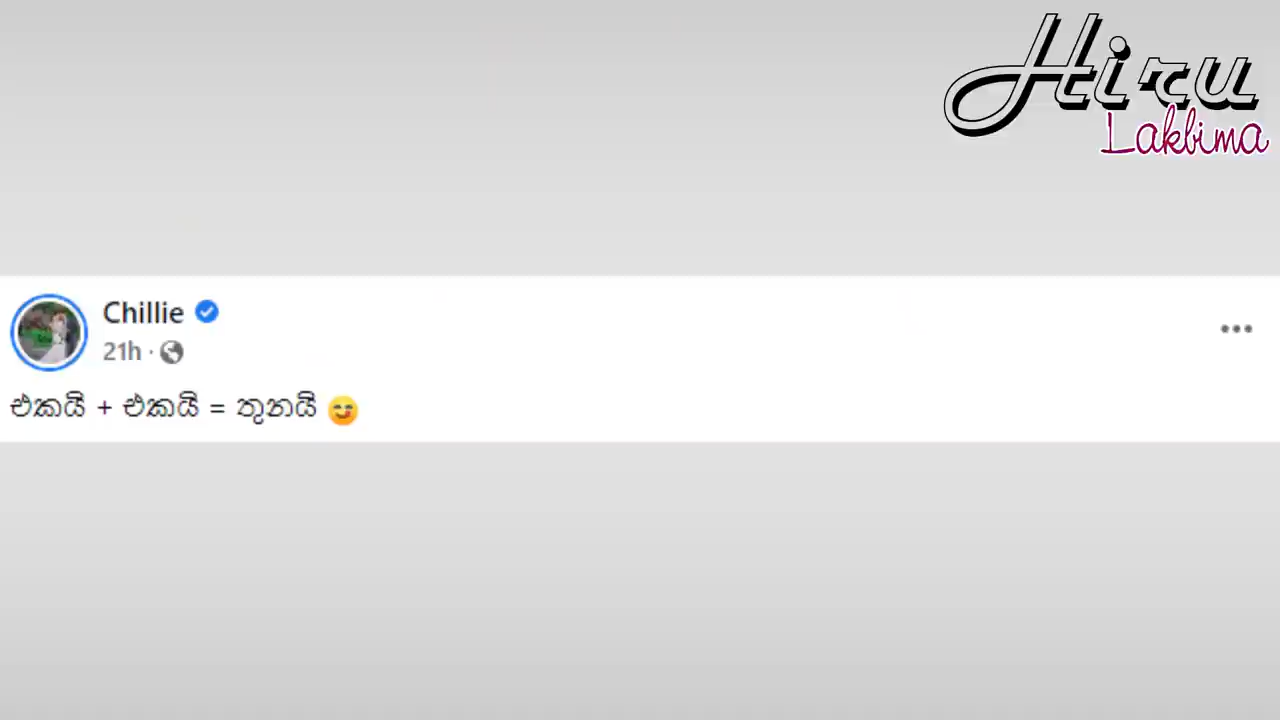 Hiru
Lakbima
Chillie
21h ·
එකයි + එකයි = තුනයි 😋